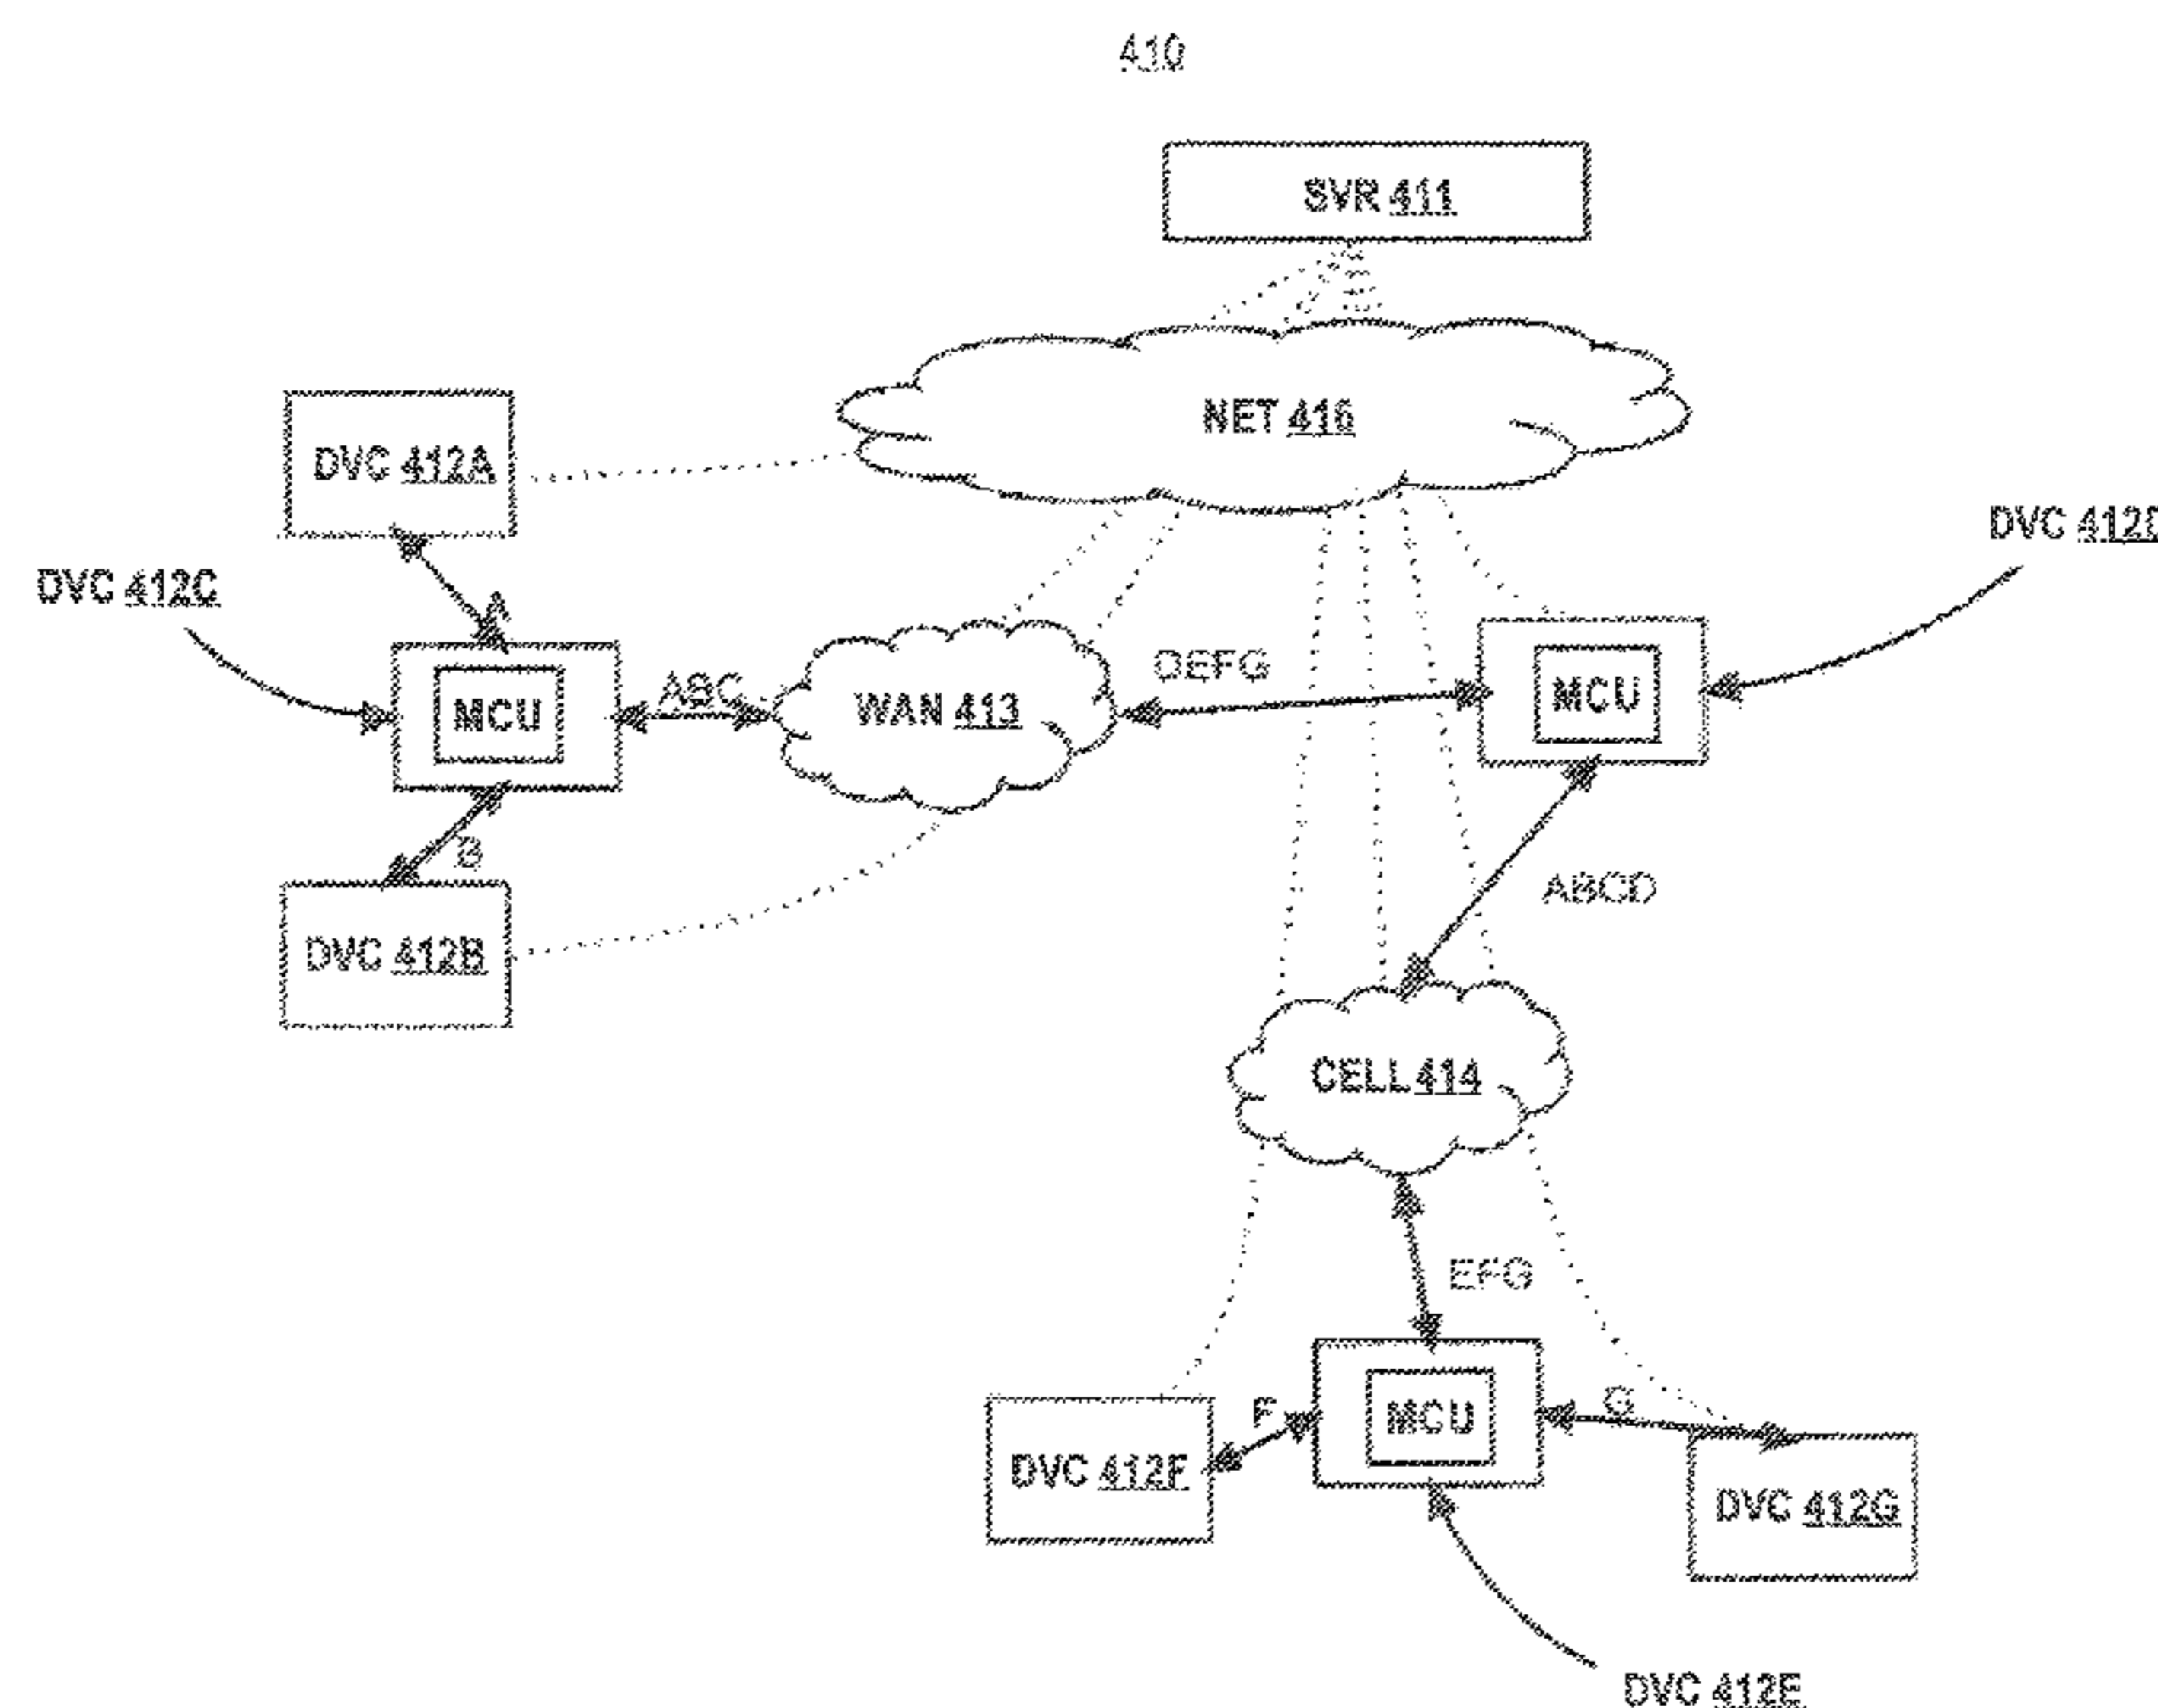 410
SVR 411
NET 416
DVC 412A
DVC 412D
DVC 412C
A
MCU
ABC
WAN 413
DEFG
MCU
B
ABCD
DVC 412B
CELL 414
EFG
F
MCU
G
DVC 412F
DVC 412G
DVC 412E